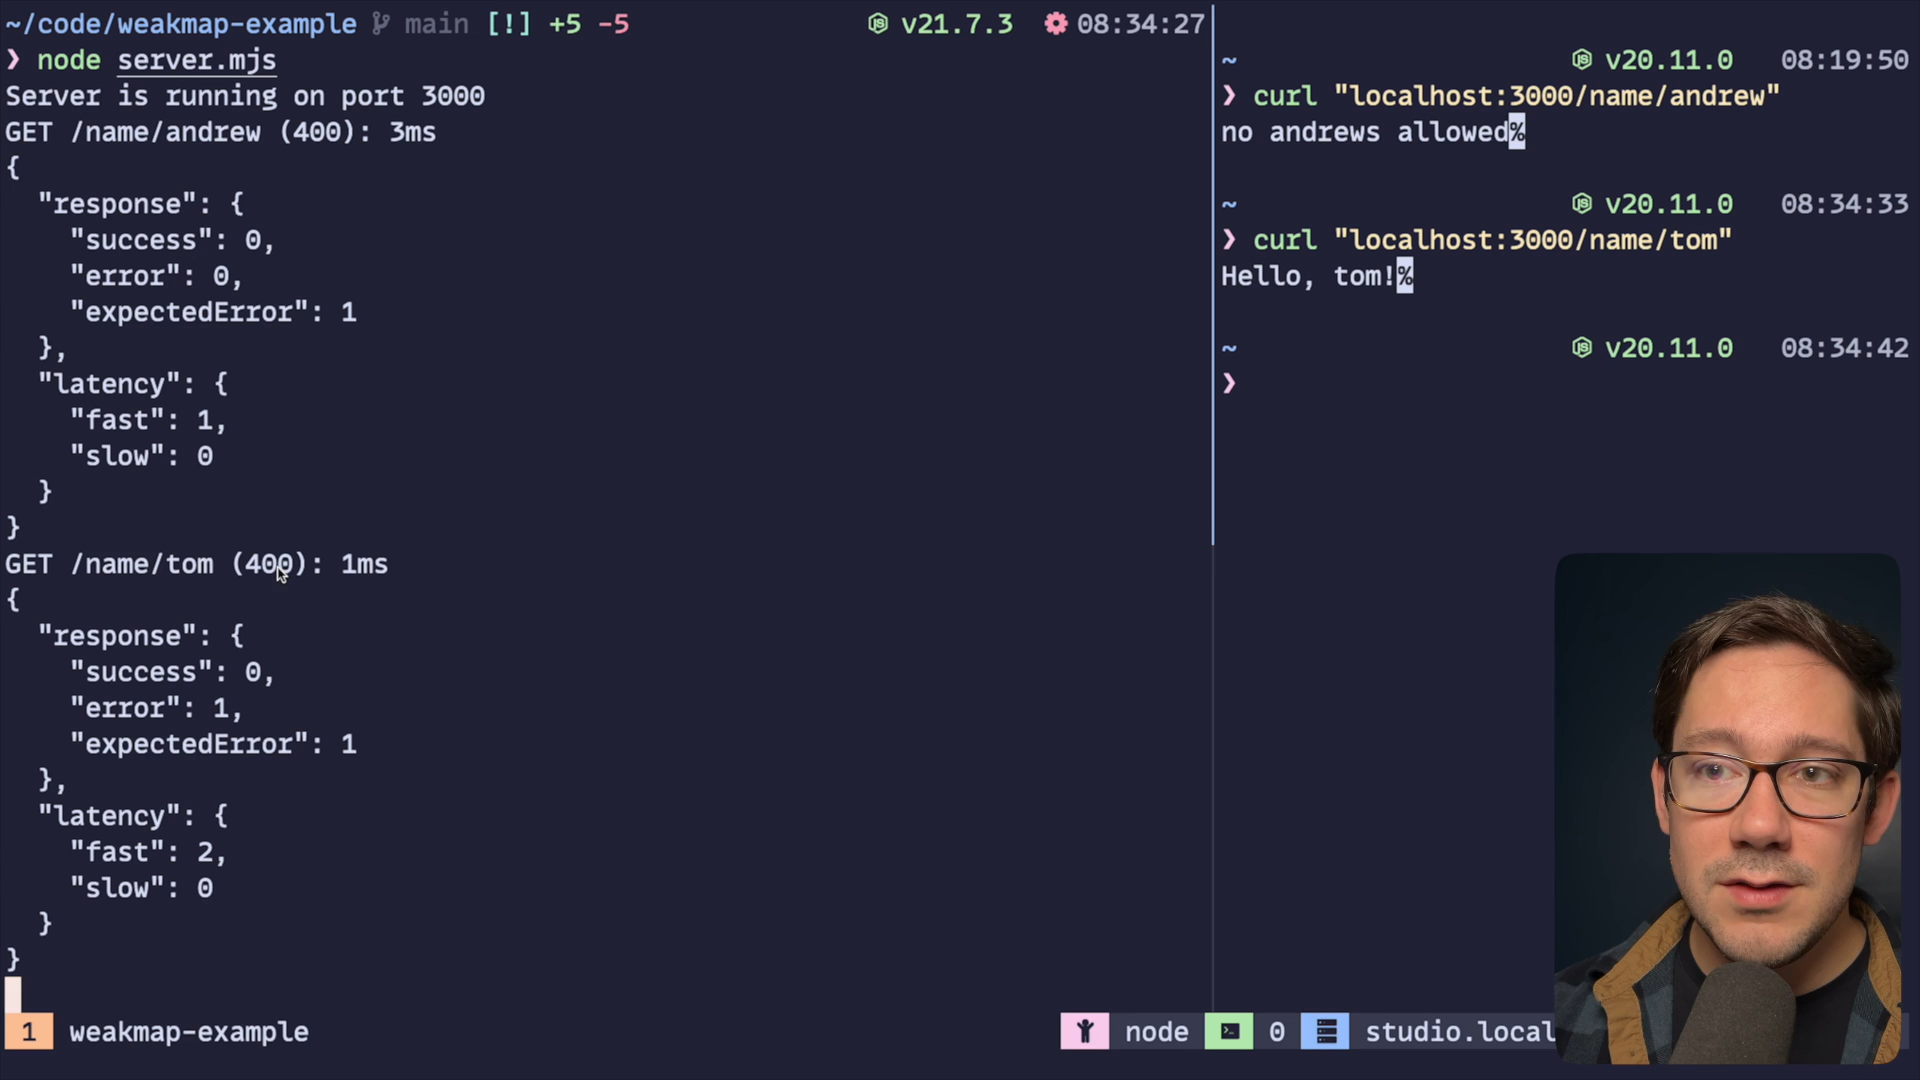 ~/code/weakmap-example main [!] +5 -5 v21.7.3 08:34:27
❯ node server.mjs
Server is running on port 3000
GET /name/andrew (400): 3ms
{
  "response": {
    "success": 0,
    "error": 0,
    "expectedError": 1
  },
  "latency": {
    "fast": 1,
    "slow": 0
  }
}
GET /name/tom (400): 1ms
{
  "response": {
    "success": 0,
    "error": 1,
    "expectedError": 1
  },
  "latency": {
    "fast": 2,
    "slow": 0
  }
}
~ v20.11.0 08:19:50
❯ curl "localhost:3000/name/andrew"
no andrews allowed%
~ v20.11.0 08:34:33
❯ curl "localhost:3000/name/tom"
Hello, tom!%
~ v20.11.0 08:34:42
❯
1 weakmap-example node 0 studio.local